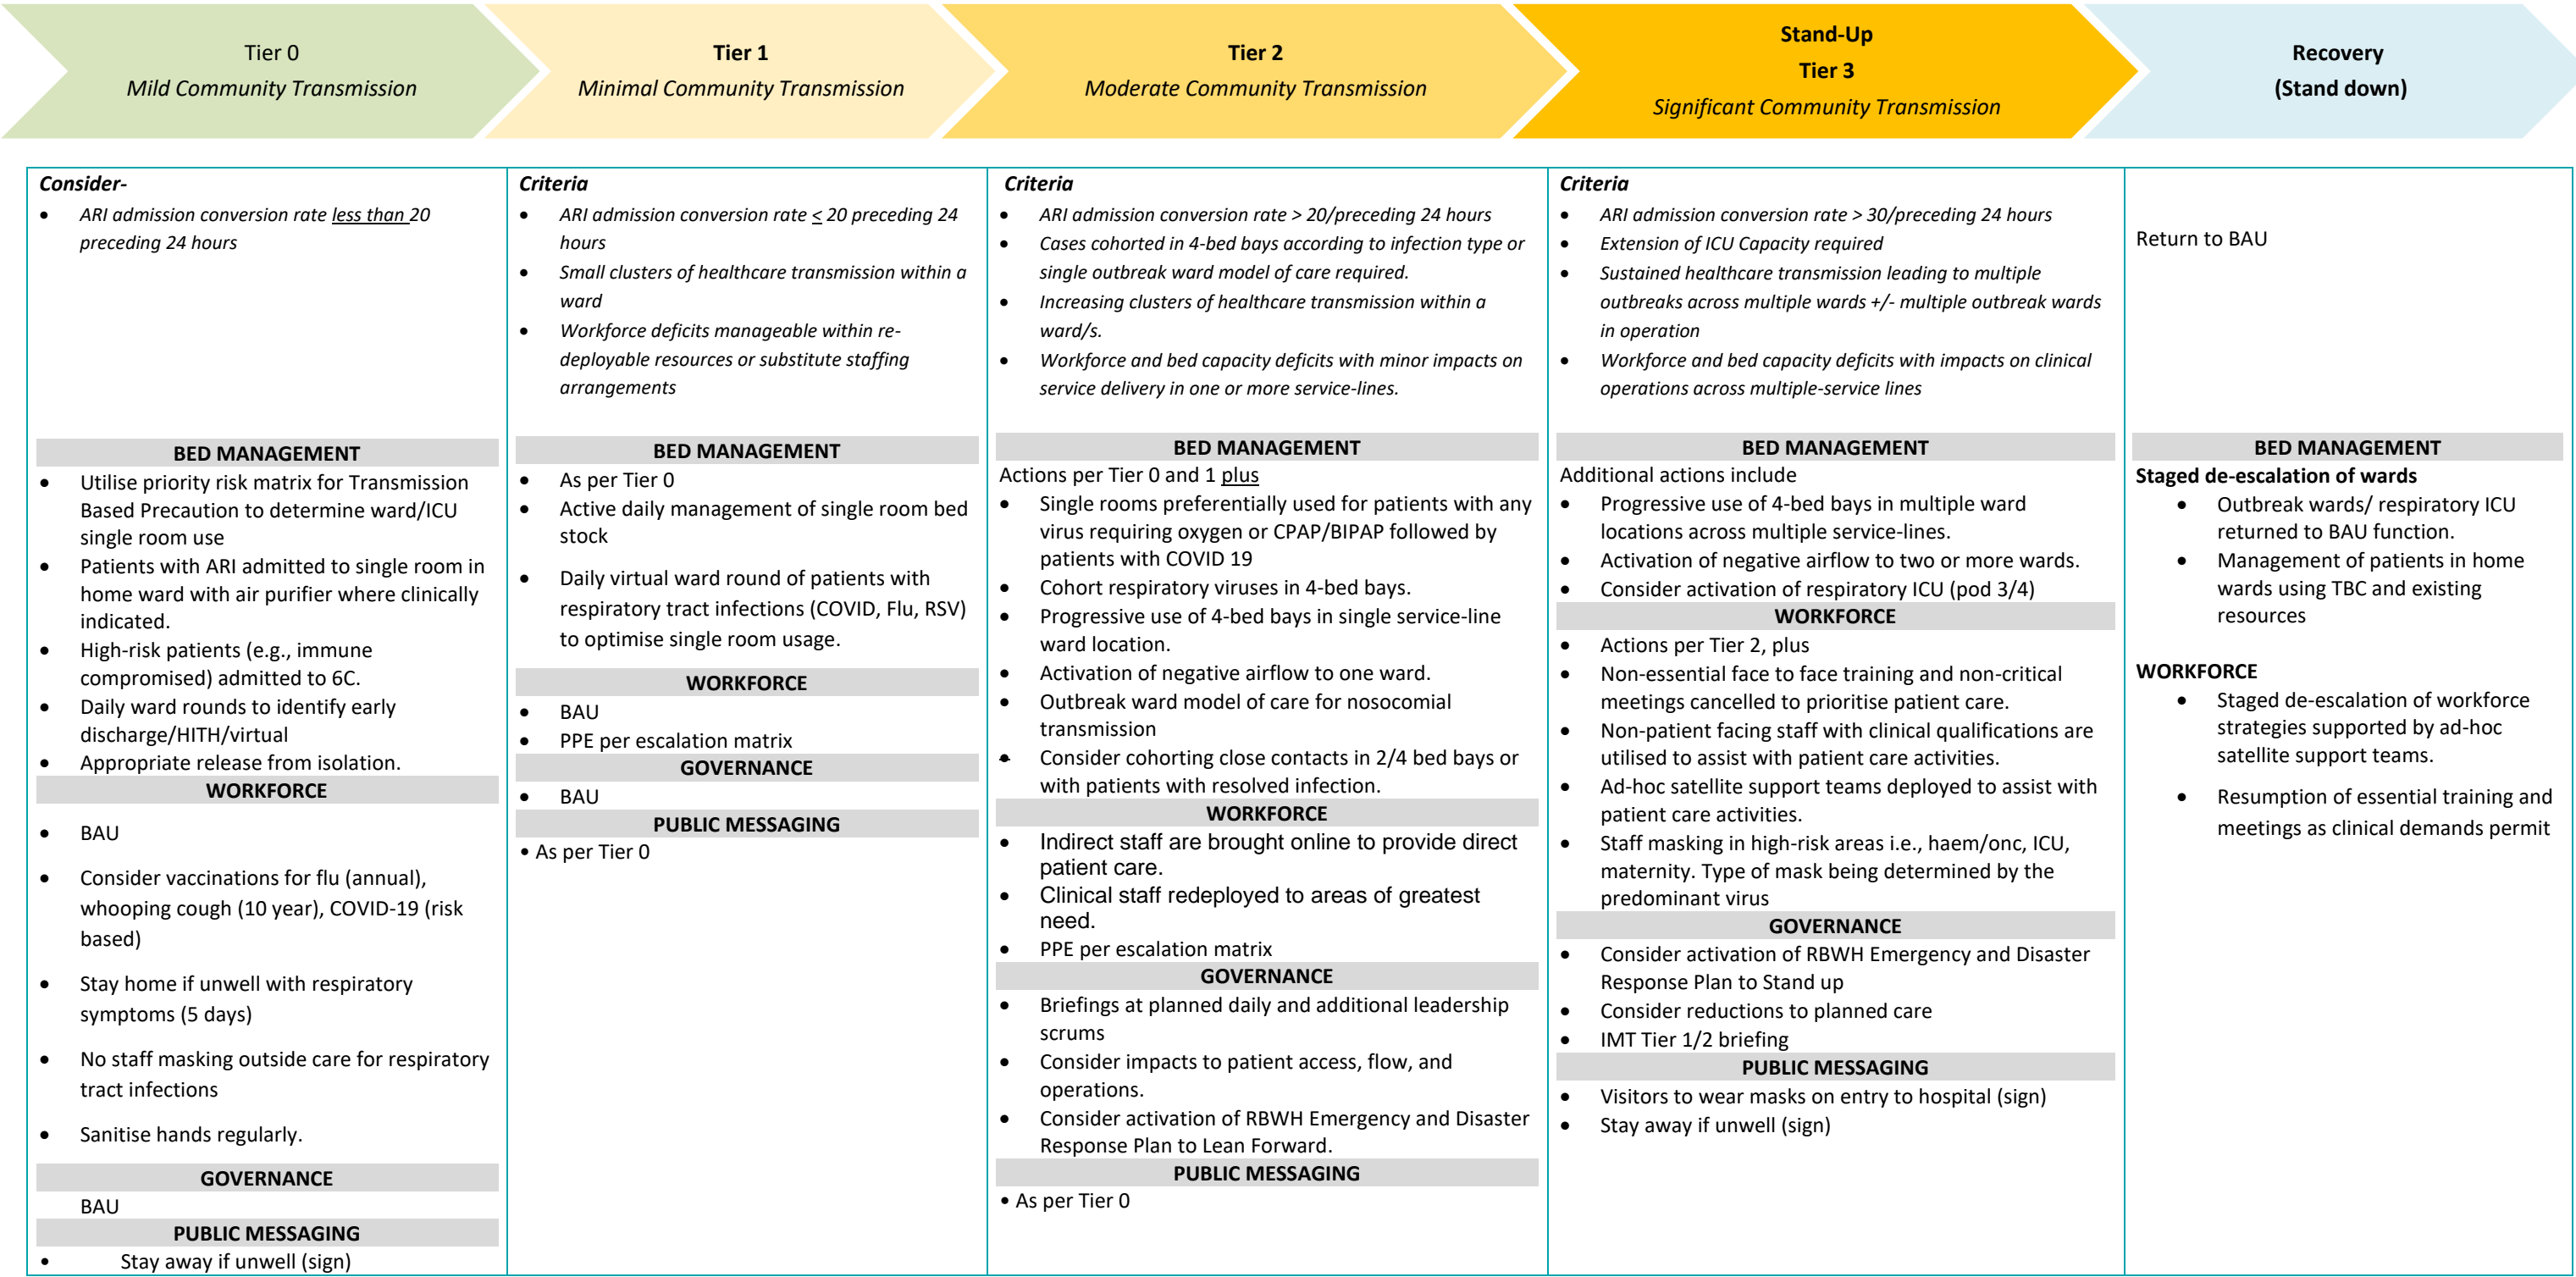 Tier 0
Mild Community Transmission
Tier 1
Minimal Community Transmission
Tier 2
Moderate Community Transmission
Stand-Up
Tier 3
Significant Community Transmission
Recovery
(Stand down)
Consider-
• ARI admission conversion rate less than 20
preceding 24 hours
BED MANAGEMENT
• Utilise priority risk matrix for Transmission
Based Precaution to determine ward/ICU
single room use
• Patients with ARI admitted to single room in
home ward with air purifier where clinically
indicated.
• High-risk patients (e.g., immune
compromised) admitted to 6C.
• Daily ward rounds to identify early
discharge/HITH/virtual
• Appropriate release from isolation.
WORKFORCE
• BAU
• Consider vaccinations for flu (annual),
whooping cough (10 year), COVID-19 (risk
based)
• Stay home if unwell with respiratory
symptoms (5 days)
• No staff masking outside care for respiratory
tract infections
• Sanitise hands regularly.
GOVERNANCE
BAU
PUBLIC MESSAGING
• Stay away if unwell (sign)
Criteria
• ARI admission conversion rate ≤ 20 preceding 24
hours
• Small clusters of healthcare transmission within a
ward
• Workforce deficits manageable within re-
deployable resources or substitute staffing
arrangements
BED MANAGEMENT
• As per Tier 0
• Active daily management of single room bed
stock
• Daily virtual ward round of patients with
respiratory tract infections (COVID, Flu, RSV)
to optimise single room usage.
WORKFORCE
• BAU
• PPE per escalation matrix
GOVERNANCE
• BAU
PUBLIC MESSAGING
• As per Tier 0
Criteria
• ARI admission conversion rate > 20/preceding 24 hours
• Cases cohorted in 4-bed bays according to infection type or
single outbreak ward model of care required.
• Increasing clusters of healthcare transmission within a
ward/s.
• Workforce and bed capacity deficits with minor impacts on
service delivery in one or more service-lines.
BED MANAGEMENT
Actions per Tier 0 and 1 plus
• Single rooms preferentially used for patients with any
virus requiring oxygen or CPAP/BIPAP followed by
patients with COVID 19
• Cohort respiratory viruses in 4-bed bays.
• Progressive use of 4-bed bays in single service-line
ward location.
• Activation of negative airflow to one ward.
• Outbreak ward model of care for nosocomial
transmission
• Consider cohorting close contacts in 2/4 bed bays or
with patients with resolved infection.
WORKFORCE
• Indirect staff are brought online to provide direct
patient care.
• Clinical staff redeployed to areas of greatest
need.
• PPE per escalation matrix
GOVERNANCE
• Briefings at planned daily and additional leadership
scrums
• Consider impacts to patient access, flow, and
operations.
• Consider activation of RBWH Emergency and Disaster
Response Plan to Lean Forward.
PUBLIC MESSAGING
• As per Tier 0
Criteria
• ARI admission conversion rate > 30/preceding 24 hours
• Extension of ICU Capacity required
• Sustained healthcare transmission leading to multiple
outbreaks across multiple wards +/- multiple outbreak wards
in operation
• Workforce and bed capacity deficits with impacts on clinical
operations across multiple-service lines
BED MANAGEMENT
Additional actions include
• Progressive use of 4-bed bays in multiple ward
locations across multiple service-lines.
• Activation of negative airflow to two or more wards.
• Consider activation of respiratory ICU (pod 3/4)
WORKFORCE
• Actions per Tier 2, plus
• Non-essential face to face training and non-critical
meetings cancelled to prioritise patient care.
• Non-patient facing staff with clinical qualifications are
utilised to assist with patient care activities.
• Ad-hoc satellite support teams deployed to assist with
patient care activities.
• Staff masking in high-risk areas i.e., haem/onc, ICU,
maternity. Type of mask being determined by the
predominant virus
GOVERNANCE
• Consider activation of RBWH Emergency and Disaster
Response Plan to Stand up
• Consider reductions to planned care
• IMT Tier 1/2 briefing
PUBLIC MESSAGING
• Visitors to wear masks on entry to hospital (sign)
• Stay away if unwell (sign)
Return to BAU
BED MANAGEMENT
Staged de-escalation of wards
• Outbreak wards/ respiratory ICU
returned to BAU function.
• Management of patients in home
wards using TBC and existing
resources
WORKFORCE
• Staged de-escalation of workforce
strategies supported by ad-hoc
satellite support teams.
• Resumption of essential training and
meetings as clinical demands permit